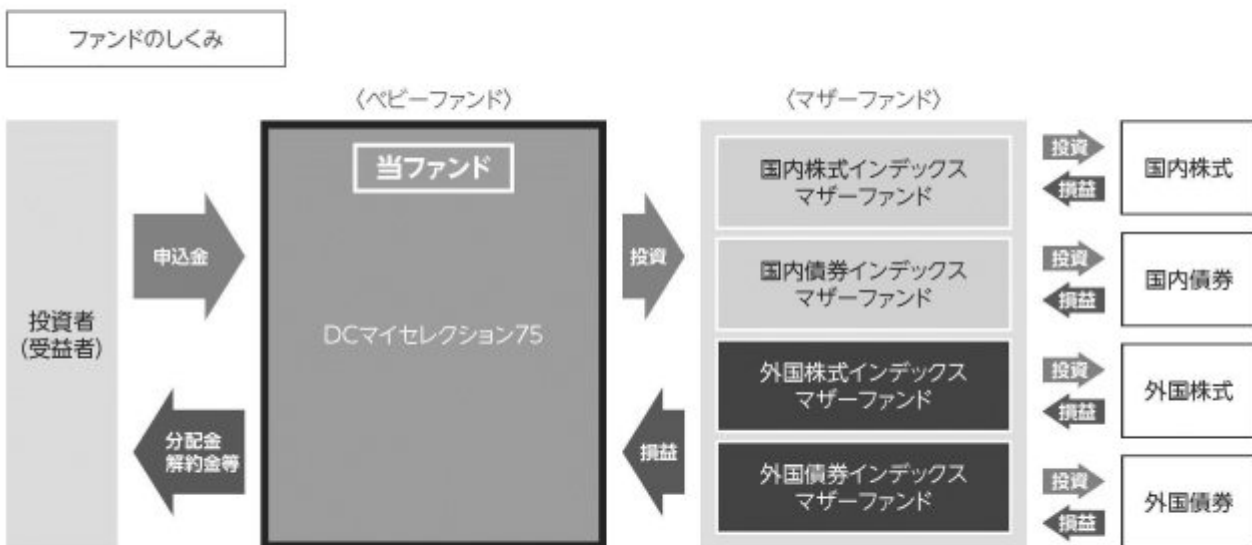 ファンドのしくみ
〈ベビーファンド〉
〈マザーファンド〉
投資者
(受益者)
申込金
分配金
解約金等
当ファンド
DCマイセレクション75
投資
損益
国内株式インデックス
マザーファンド
投資
損益
国内株式
国内債券インデックス
マザーファンド
投資
損益
国内債券
外国株式インデックス
マザーファンド
投資
損益
外国株式
外国債券インデックス
マザーファンド
投資
損益
外国債券